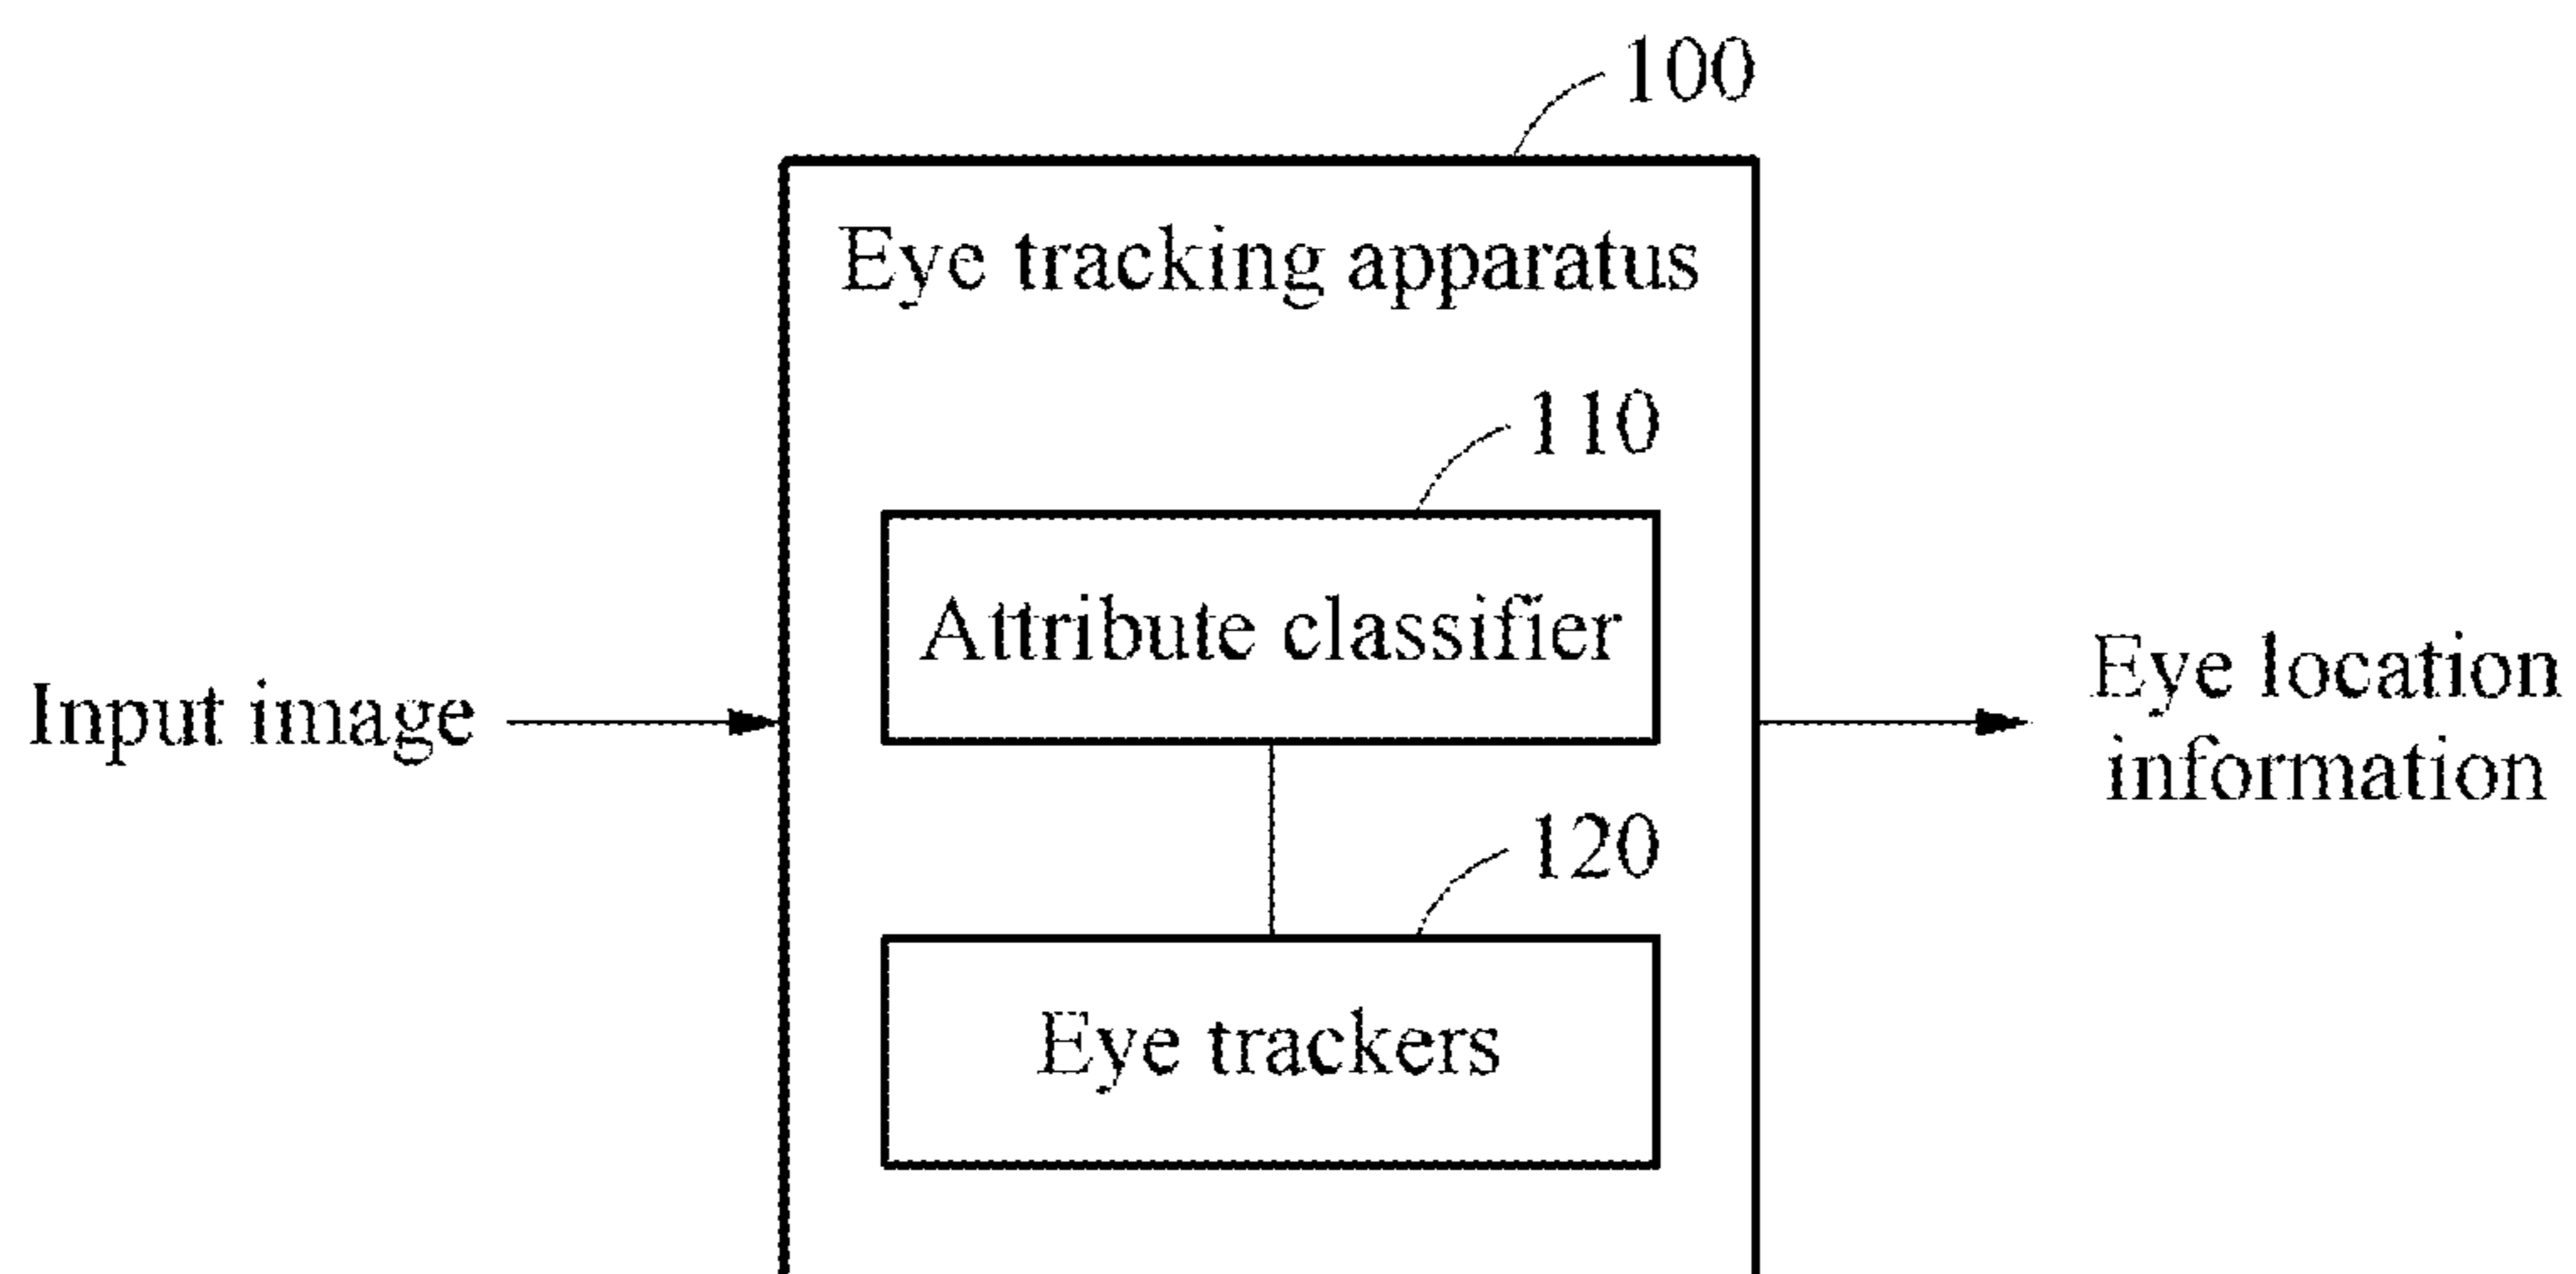 100
Eye tracking apparatus
110
Attribute classifier
Input image
Eye location
information
120
Eye trackers